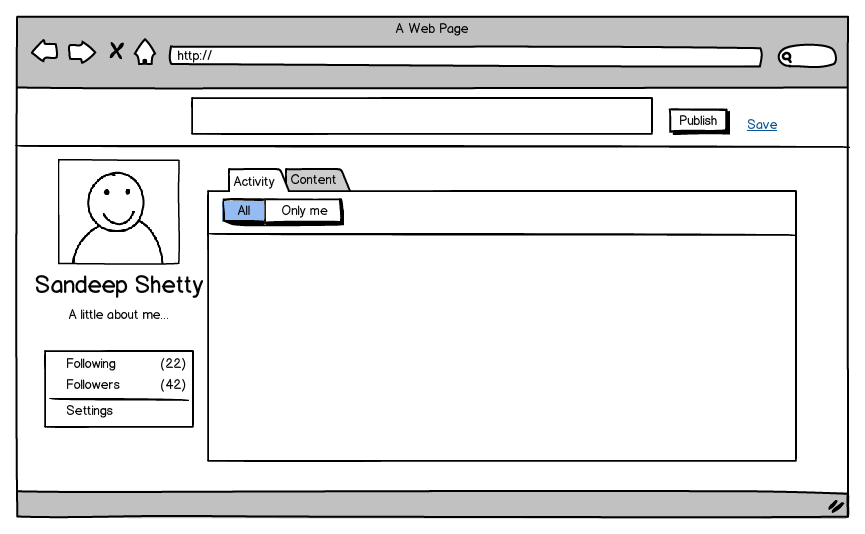 A Web Page
http://
Publish
Save
Activity
Content
All
Only me
Sandeep Shetty
A little about me...
Following (22)
Followers (42)
Settings